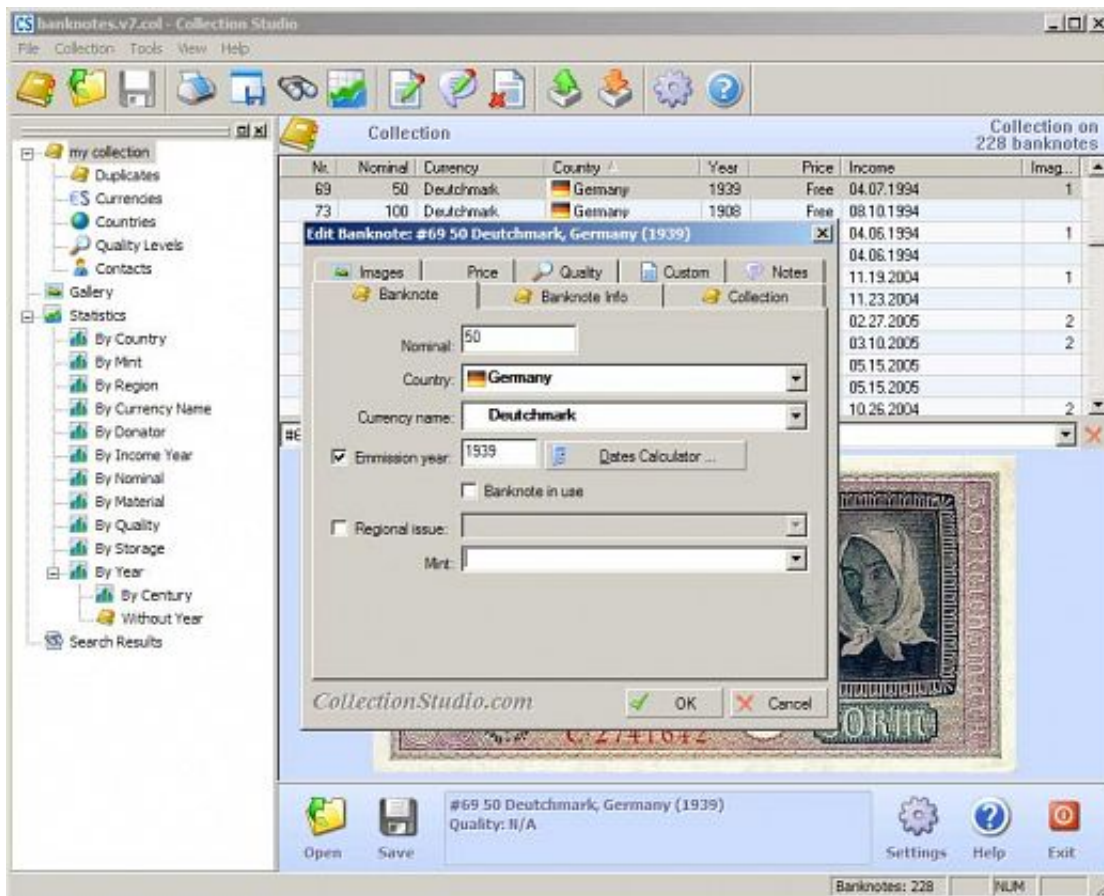 banknotes.v7.col - Collection Studio
File Collection Tools View Help
my collection
Duplicates
Currencies
Countries
Quality Levels
Contacts
Gallery
Statistics
By Country
By Mint
By Region
By Currency Name
By Donator
By Income Year
By Nominal
By Material
By Quality
By Storage
By Year
By Century
Without Year
Search Results
Collection
Collection on
228 banknotes
Nr. Nominal Currency Country Year Price Income Imag...
69 50 Deutchmark Germany 1939 Free 04.07.1994 1
73 100 Deutchmark Germany 1908 Free 08.10.1994
04.06.1994 1
04.06.1994
11.19.2004 1
11.23.2004
02.27.2005 2
03.10.2005 2
05.15.2005
05.15.2005
10.26.2004 2
Edit Banknote: #69 50 Deutchmark, Germany (1939)
Images Price Quality Custom Notes
Banknote Banknote Info Collection
Nominal: 50
Country: Germany
Currency name: Deutchmark
Emmission year: 1939 Dates Calculator ...
Banknote in use
Regional issue:
Mint:
CollectionStudio.com OK Cancel
C·2741642
50RM
Open Save
#69 50 Deutchmark, Germany (1939)
Quality: N/A
Settings Help Exit
Banknotes: 228 NUM